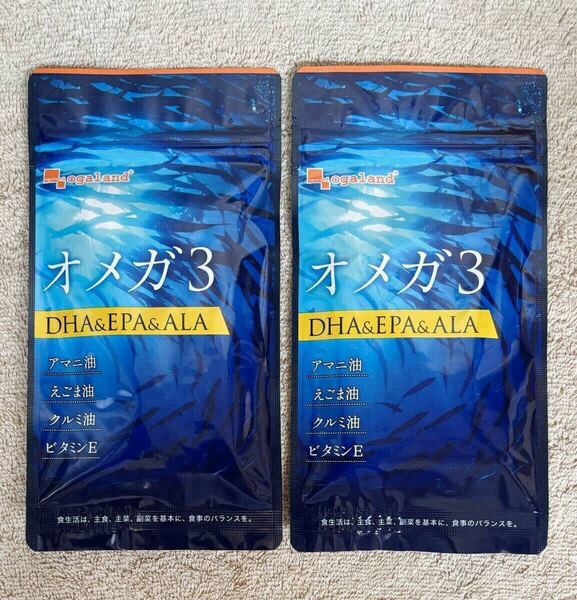 ogaland®
オメガ3
DHA&EPA&ALA
アマニ油
えごま油
クルミ油
ビタミンE
食生活は、主食、主菜、副菜を基本に、食事のバランスを。
ogaland®
オメガ3
DHA&EPA&ALA
アマニ油
えごま油
クルミ油
ビタミンE
食生活は、主食、主菜、副菜を基本に、食事のバランスを。